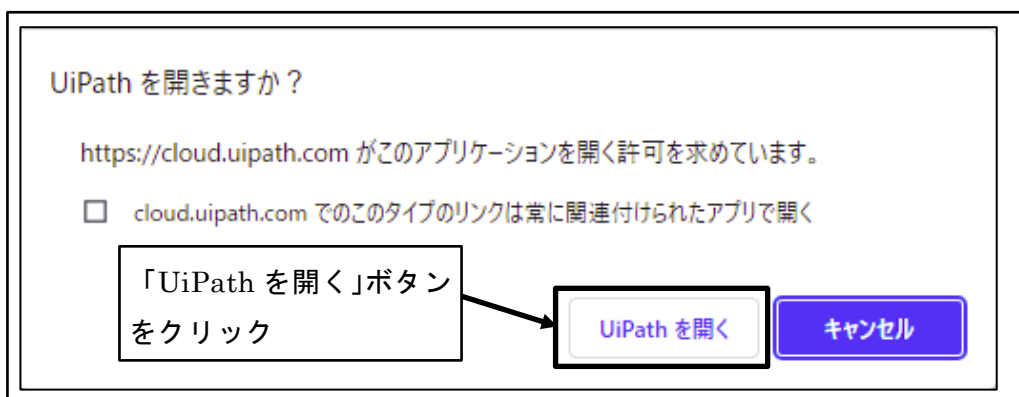 UiPath を開きますか？
https://cloud.uipath.com がこのアプリケーションを開く許可を求めています。
cloud.uipath.com でのこのタイプのリンクは常に関連付けられたアプリで開く
「UiPath を開く」ボタン
をクリック
UiPath を開く
キャンセル